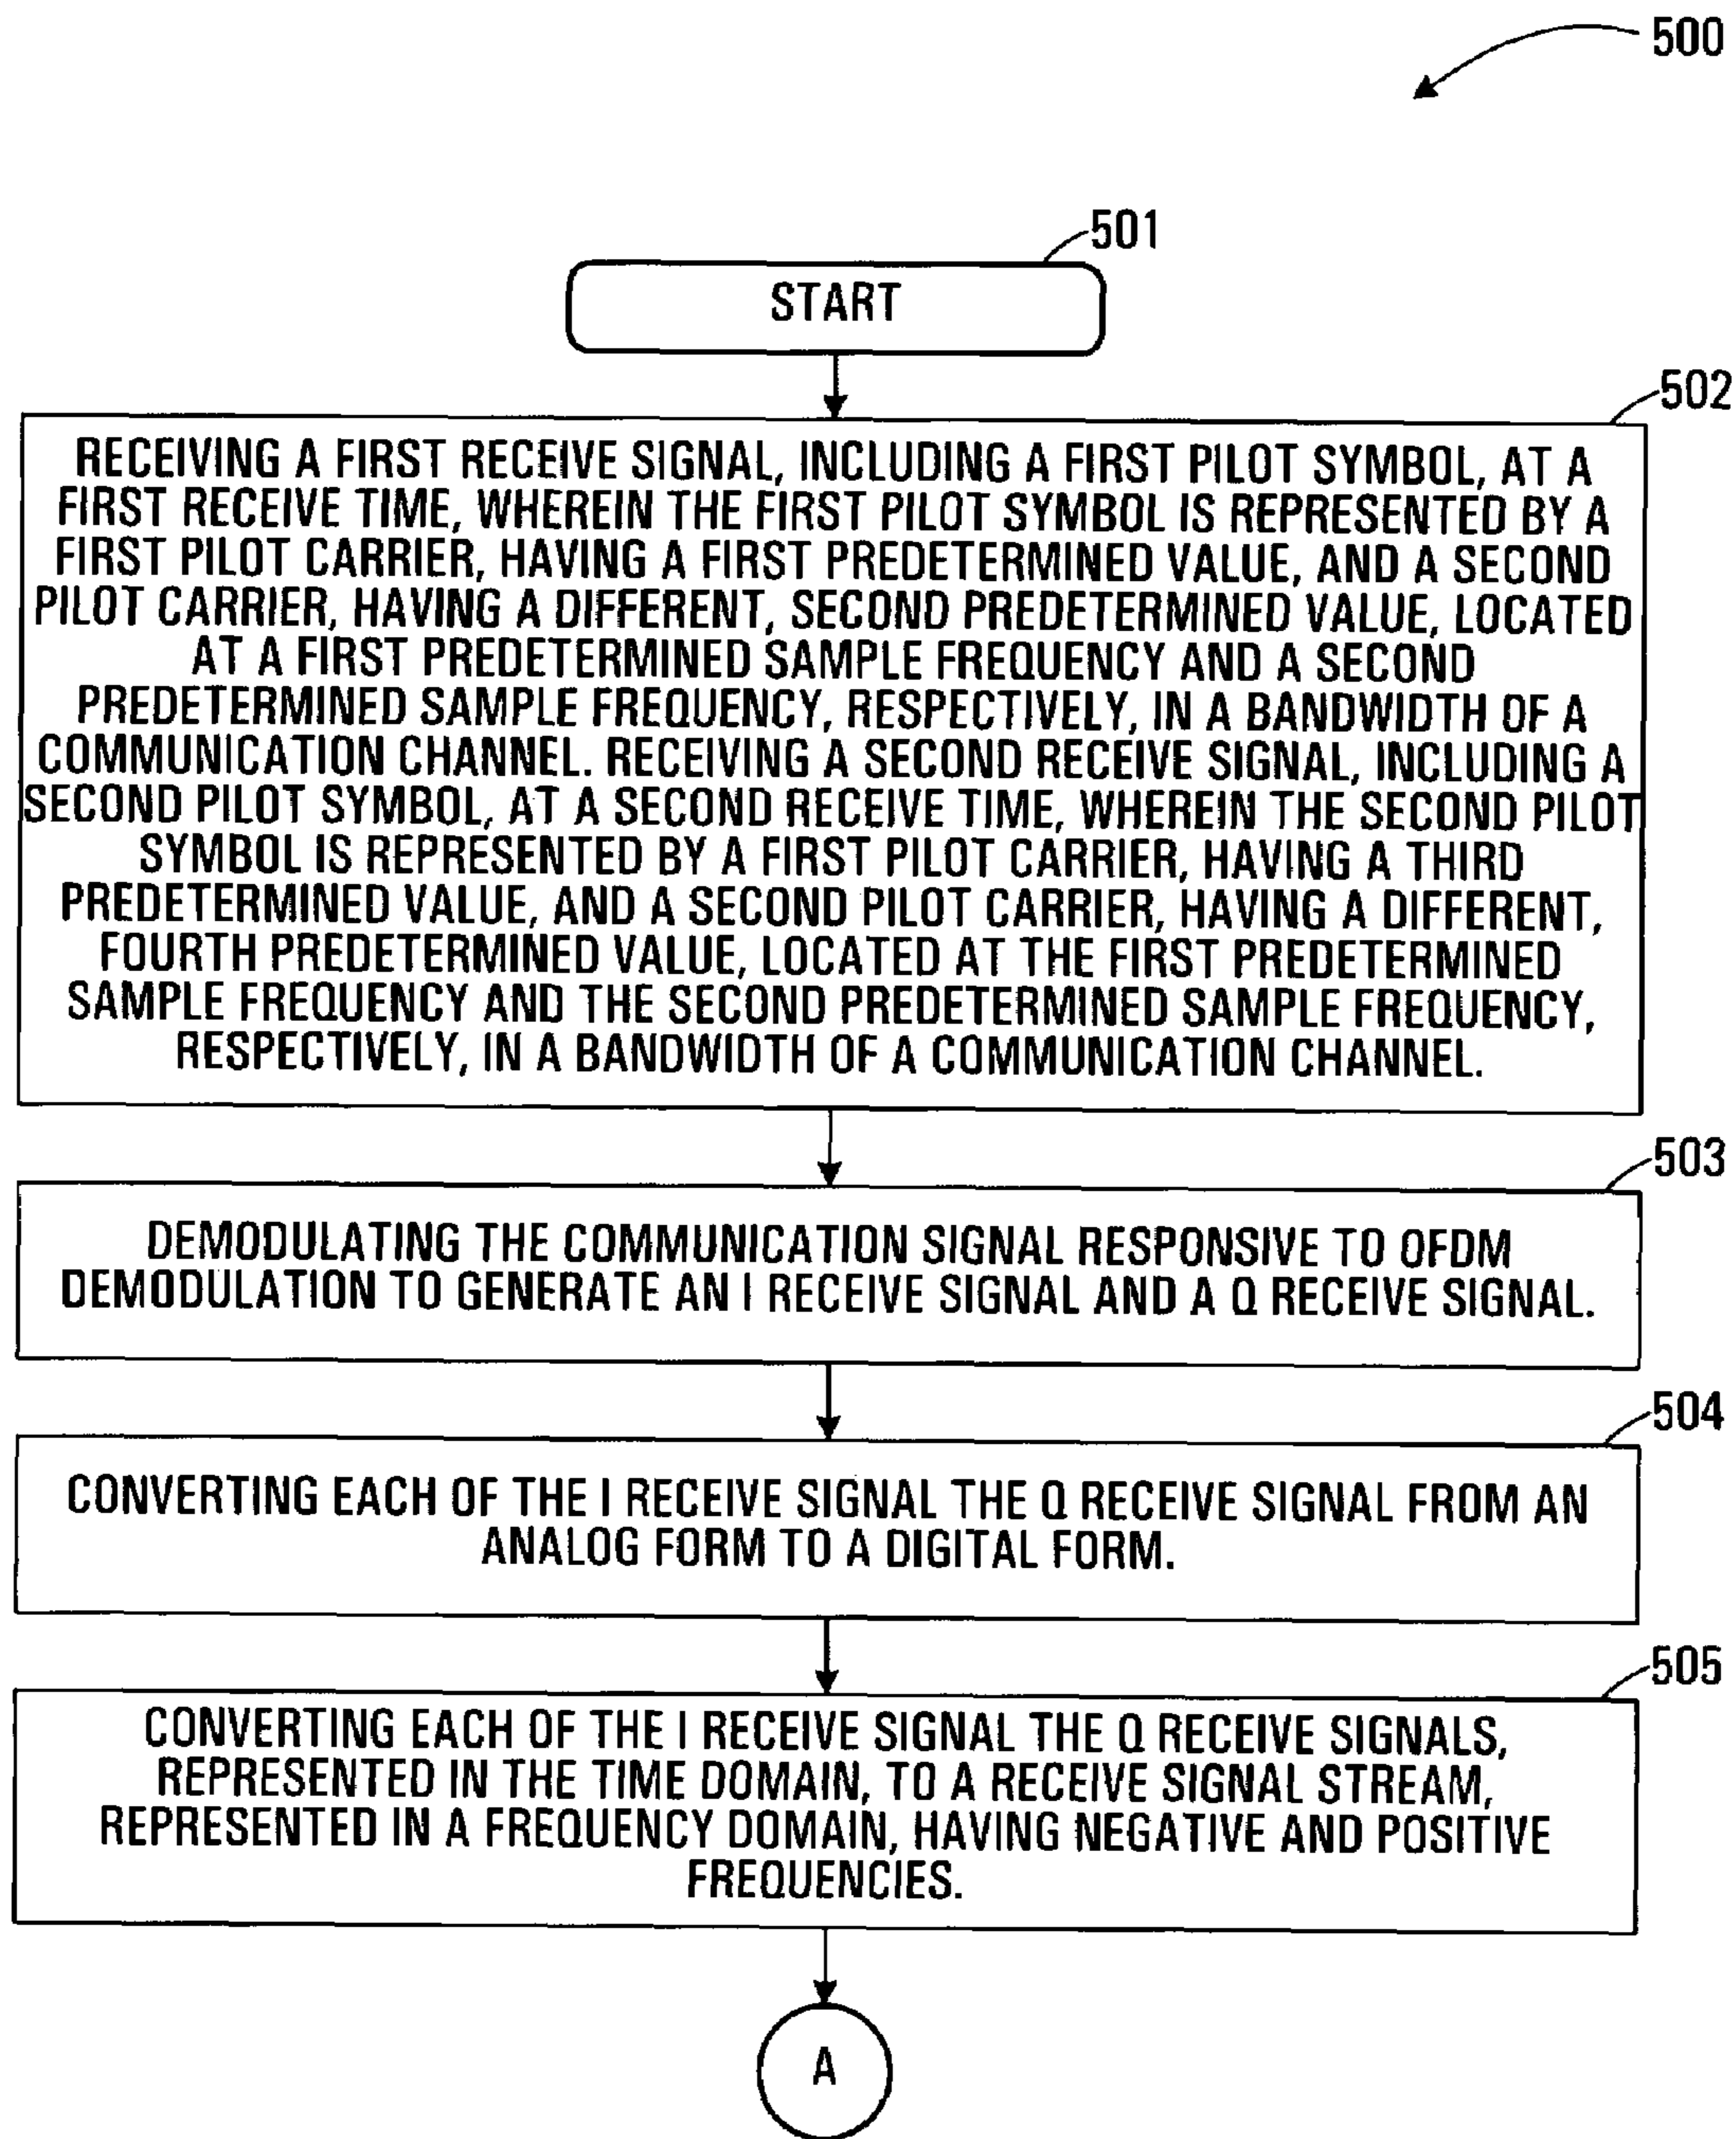 500
501
START
502
RECEIVING A FIRST RECEIVE SIGNAL, INCLUDING A FIRST PILOT SYMBOL, AT A
FIRST RECEIVE TIME, WHEREIN THE FIRST PILOT SYMBOL IS REPRESENTED BY A
FIRST PILOT CARRIER, HAVING A FIRST PREDETERMINED VALUE, AND A SECOND
PILOT CARRIER, HAVING A DIFFERENT, SECOND PREDETERMINED VALUE, LOCATED
AT A FIRST PREDETERMINED SAMPLE FREQUENCY AND A SECOND
PREDETERMINED SAMPLE FREQUENCY, RESPECTIVELY, IN A BANDWIDTH OF A
COMMUNICATION CHANNEL. RECEIVING A SECOND RECEIVE SIGNAL, INCLUDING A
SECOND PILOT SYMBOL, AT A SECOND RECEIVE TIME, WHEREIN THE SECOND PILOT
SYMBOL IS REPRESENTED BY A FIRST PILOT CARRIER, HAVING A THIRD
PREDETERMINED VALUE, AND A SECOND PILOT CARRIER, HAVING A DIFFERENT,
FOURTH PREDETERMINED VALUE, LOCATED AT THE FIRST PREDETERMINED
SAMPLE FREQUENCY AND THE SECOND PREDETERMINED SAMPLE FREQUENCY,
RESPECTIVELY, IN A BANDWIDTH OF A COMMUNICATION CHANNEL.
503
DEMODULATING THE COMMUNICATION SIGNAL RESPONSIVE TO OFDM
DEMODULATION TO GENERATE AN I RECEIVE SIGNAL AND A Q RECEIVE SIGNAL.
504
CONVERTING EACH OF THE I RECEIVE SIGNAL THE Q RECEIVE SIGNAL FROM AN
ANALOG FORM TO A DIGITAL FORM.
505
CONVERTING EACH OF THE I RECEIVE SIGNAL THE Q RECEIVE SIGNALS,
REPRESENTED IN THE TIME DOMAIN, TO A RECEIVE SIGNAL STREAM,
REPRESENTED IN A FREQUENCY DOMAIN, HAVING NEGATIVE AND POSITIVE
FREQUENCIES.
A